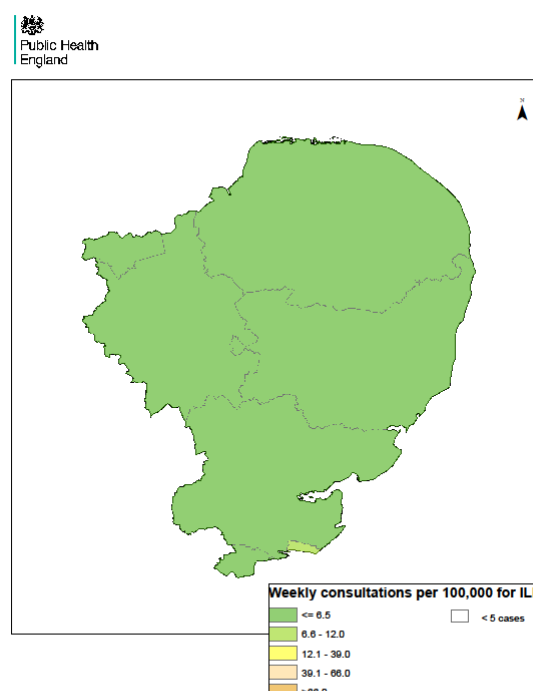 Public Health
England
N
Weekly consultations per 100,000 for IL
<= 6.5
< 5 cases
6.6 - 12.0
12.1 - 39.0
39.1 - 66.0